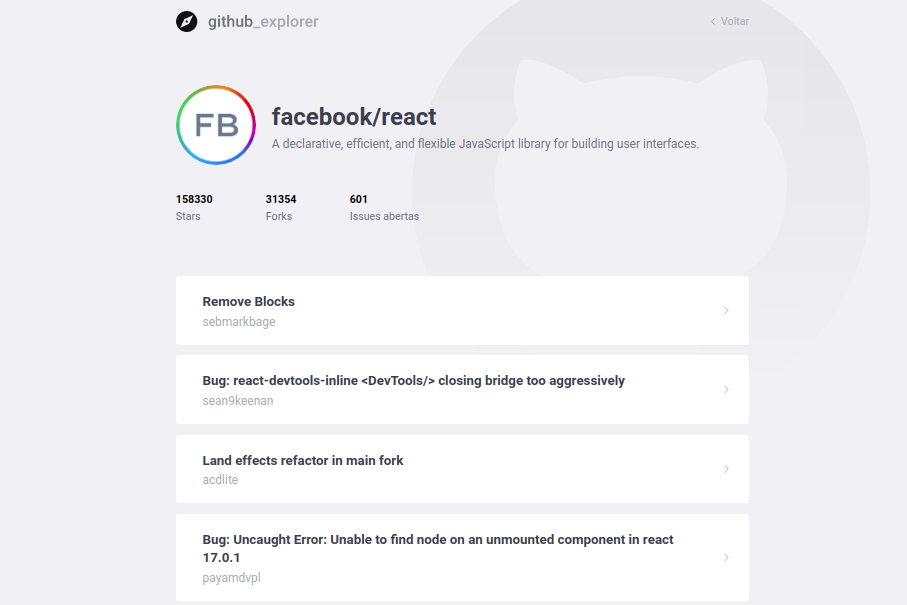 github_explorer
Voltar
FB
facebook/react
A declarative, efficient, and flexible JavaScript library for building user interfaces.
158330 31354 601
Stars Forks Issues abertas
Remove Blocks
sebmarkbage
Bug: react-devtools-inline <DevTools/> closing bridge too aggressively
sean9keenan
Land effects refactor in main fork
acdlite
Bug: Uncaught Error: Unable to find node on an unmounted component in react
17.0.1
payamdvpl